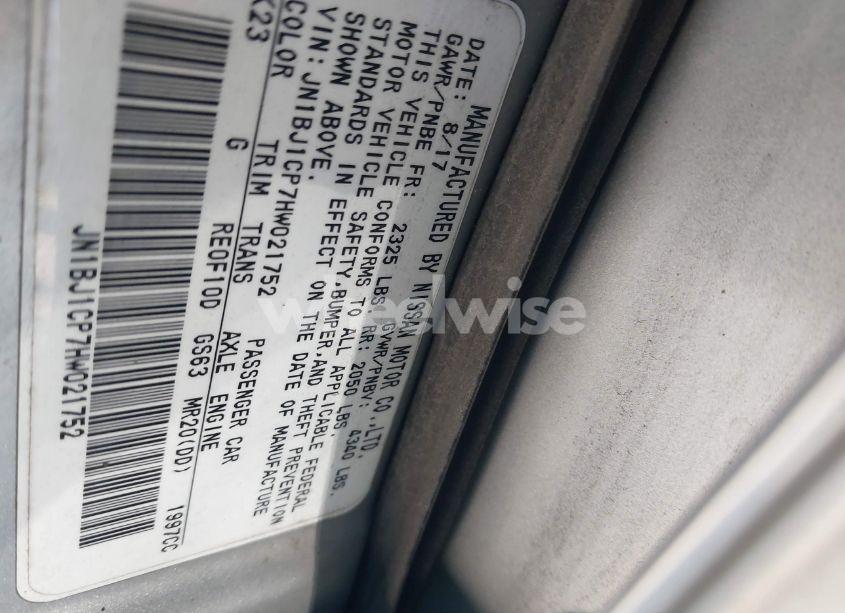 MANUFACTURED BY NISSAN MOTOR CO.,LTD.
DATE: 8/17 GVWR/PNBV: 4340 LBS.
GAWR/PNBE FR: 2325 LBS. RR: 2050 LBS.
THIS VEHICLE CONFORMS TO ALL APPLICABLE FEDERAL
MOTOR VEHICLE SAFETY,BUMPER,AND THEFT PREVENTION
STANDARDS IN EFFECT ON THE DATE OF MANUFACTURE
SHOWN ABOVE.
VIN: JN1BJ1CP7HW021752 PASSENGER CAR
COLOR TRIM TRANS AXLE ENGINE
K23 G RE0F10D GS63 MR20(DD) 1997CC
JN1BJ1CP7HW021752
wise